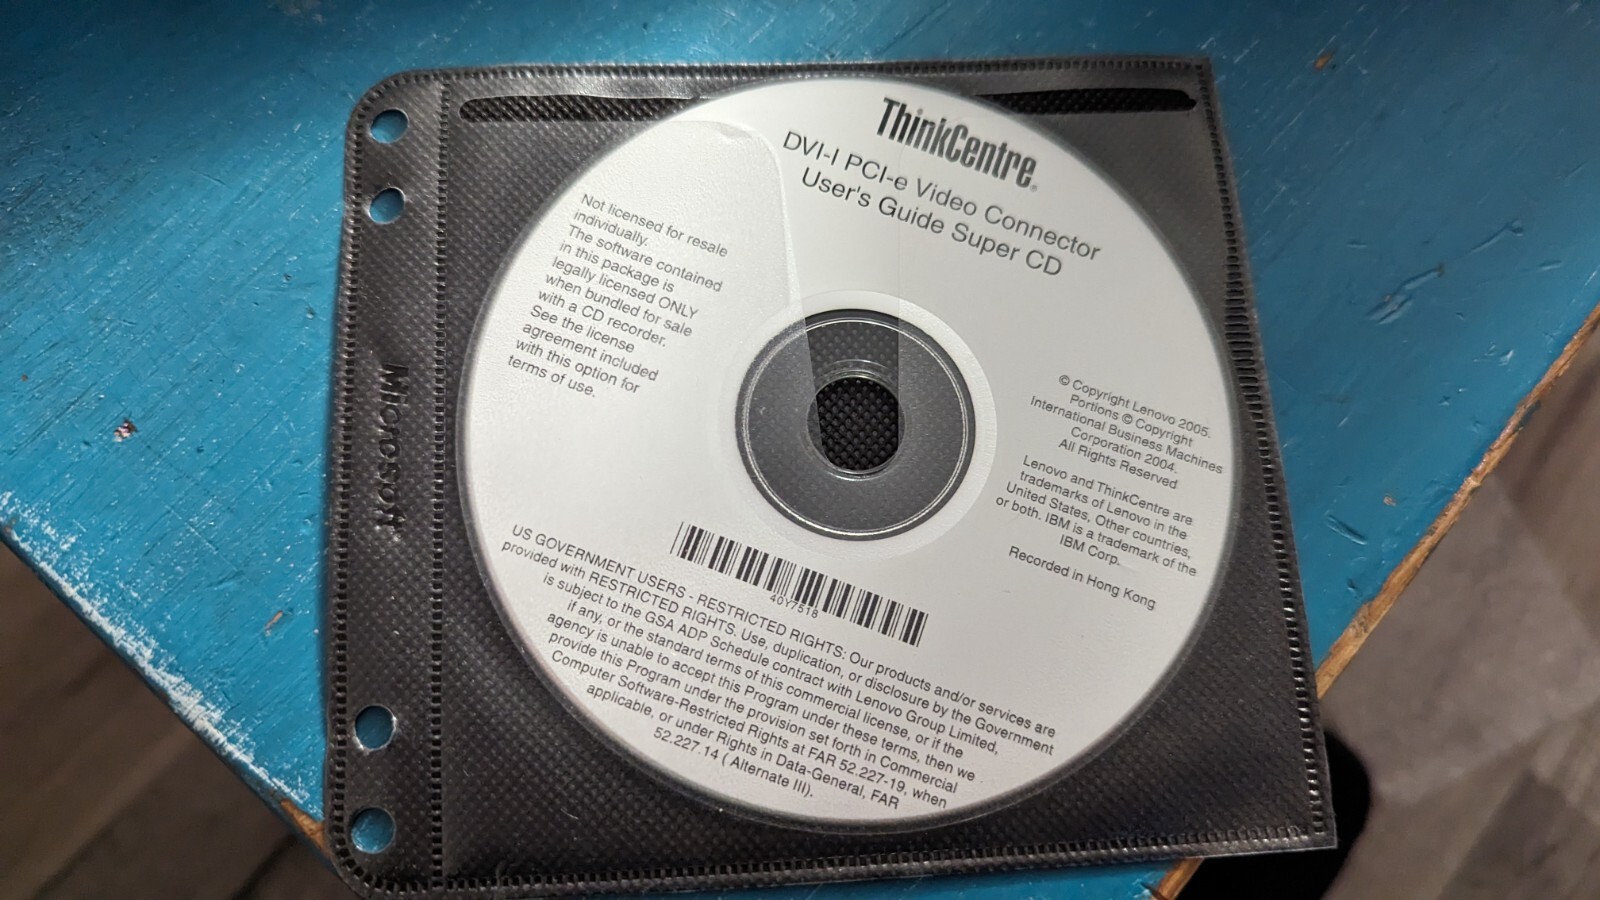 ThinkCentre®
DVI-I PCI-e Video Connector
User's Guide Super CD
Not licensed for resale
individually.
The software contained
in this package is
legally licensed ONLY
when bundled for sale
with a CD recorder.
See the license
agreement included
with this option for
terms of use.
© Copyright Lenovo 2005.
Portions © Copyright
International Business Machines
Corporation 2004.
All Rights Reserved
Lenovo and ThinkCentre are
trademarks of Lenovo in the
United States, Other countries,
or both. IBM is a trademark of the
IBM Corp.
Recorded in Hong Kong
40Y7518
US GOVERNMENT USERS - RESTRICTED RIGHTS: Our products and/or services are
provided with RESTRICTED RIGHTS. Use, duplication, or disclosure by the Government
is subject to the GSA ADP Schedule contract with Lenovo Group Limited,
if any, or the standard terms of this commercial license, or if the
agency is unable to accept this Program under these terms, then we
provide this Program under the provision set forth in Commercial
Computer Software-Restricted Rights at FAR 52.227-19, when
applicable, or under Rights in Data-General, FAR
52.227.14 ( Alternate III).